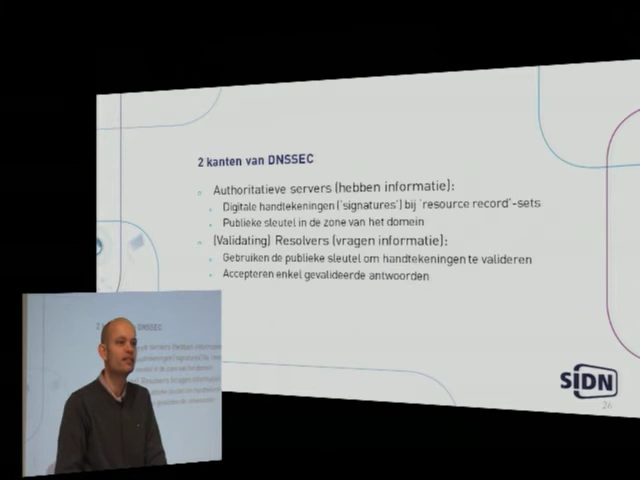 2 kanten van DNSSEC
Authoritatieve servers (hebben informatie):
Digitale handtekeningen ('signatures') bij 'resource record'-sets
Publieke sleutel in de zone van het domein
(Validating) Resolvers (vragen informatie):
Gebruiken de publieke sleutel om handtekeningen te valideren
Accepteren enkel gevalideerde antwoorden
SIDN
26
DNSSEC